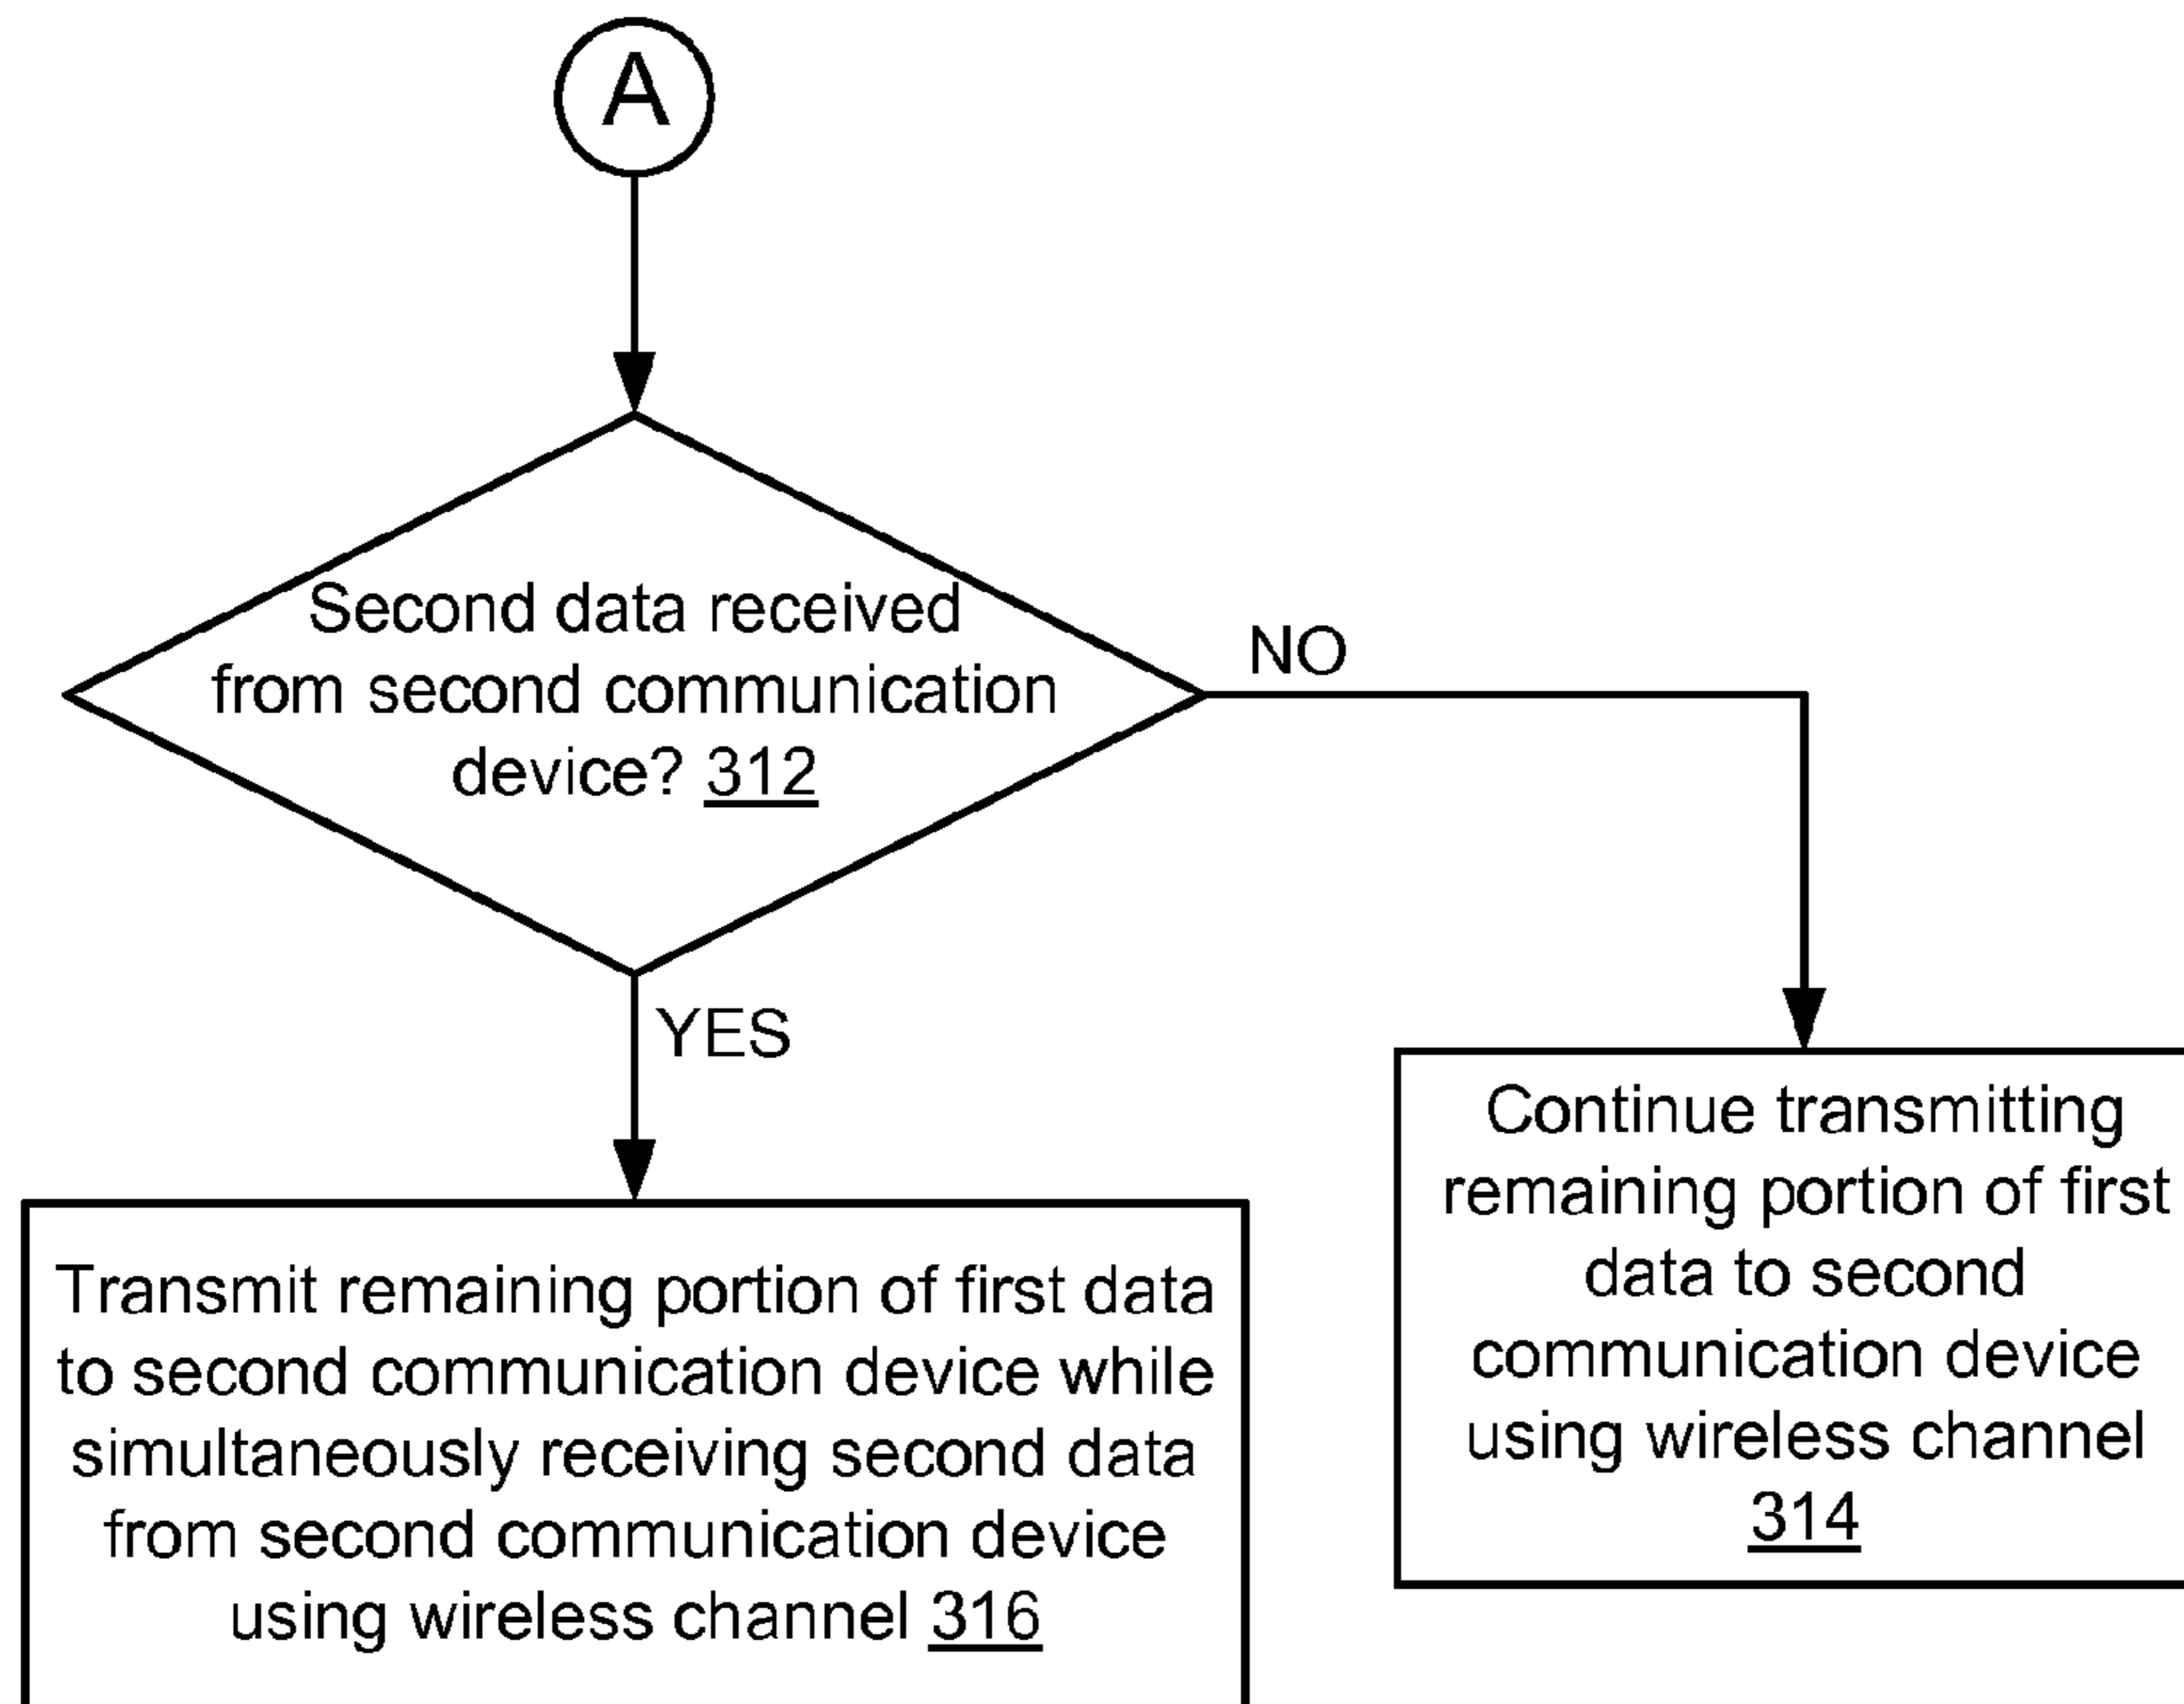 A
Second data received
from second communication
device? 312
NO
YES
Transmit remaining portion of first data
to second communication device while
simultaneously receiving second data
from second communication device
using wireless channel 316
Continue transmitting
remaining portion of first
data to second
communication device
using wireless channel
314